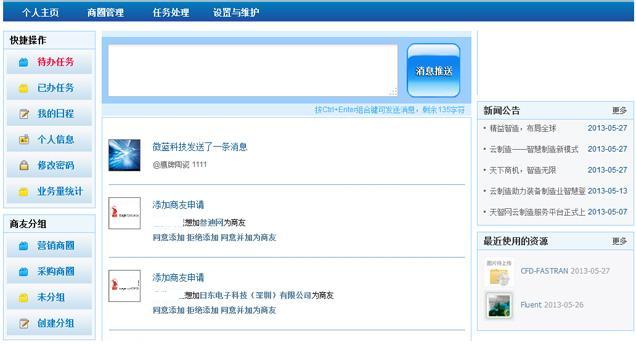 个人主页 商圈管理 任务处理 设置与维护
快捷操作
待办任务
已办任务
我的日程
个人信息
修改密码
业务量统计
商友分组
营销商圈
采购商圈
未分组
创建分组
消息推送
按Ctrl+Enter组合键可发送消息，剩余135字符
微蓝科技发送了一条消息
@鹰牌陶瓷 1111
添加商友申请
想加普迪网为商友
同意添加 拒绝添加 同意并加为商友
添加商友申请
想加日东电子科技（深圳）有限公司为商友
同意添加 拒绝添加 同意并加为商友
新闻公告 更多
精益智造，布局全球 2013-05-27
云制造——智慧制造新模式 2013-05-27
天下商机，智造无限 2013-05-27
云制造助力装备制造业智慧登 2013-05-13
天智网云制造服务平台正式上 2013-05-07
最近使用的资源 更多
图片待上传
CFD-FASTRAN 2013-05-27
Fluent 2013-05-26